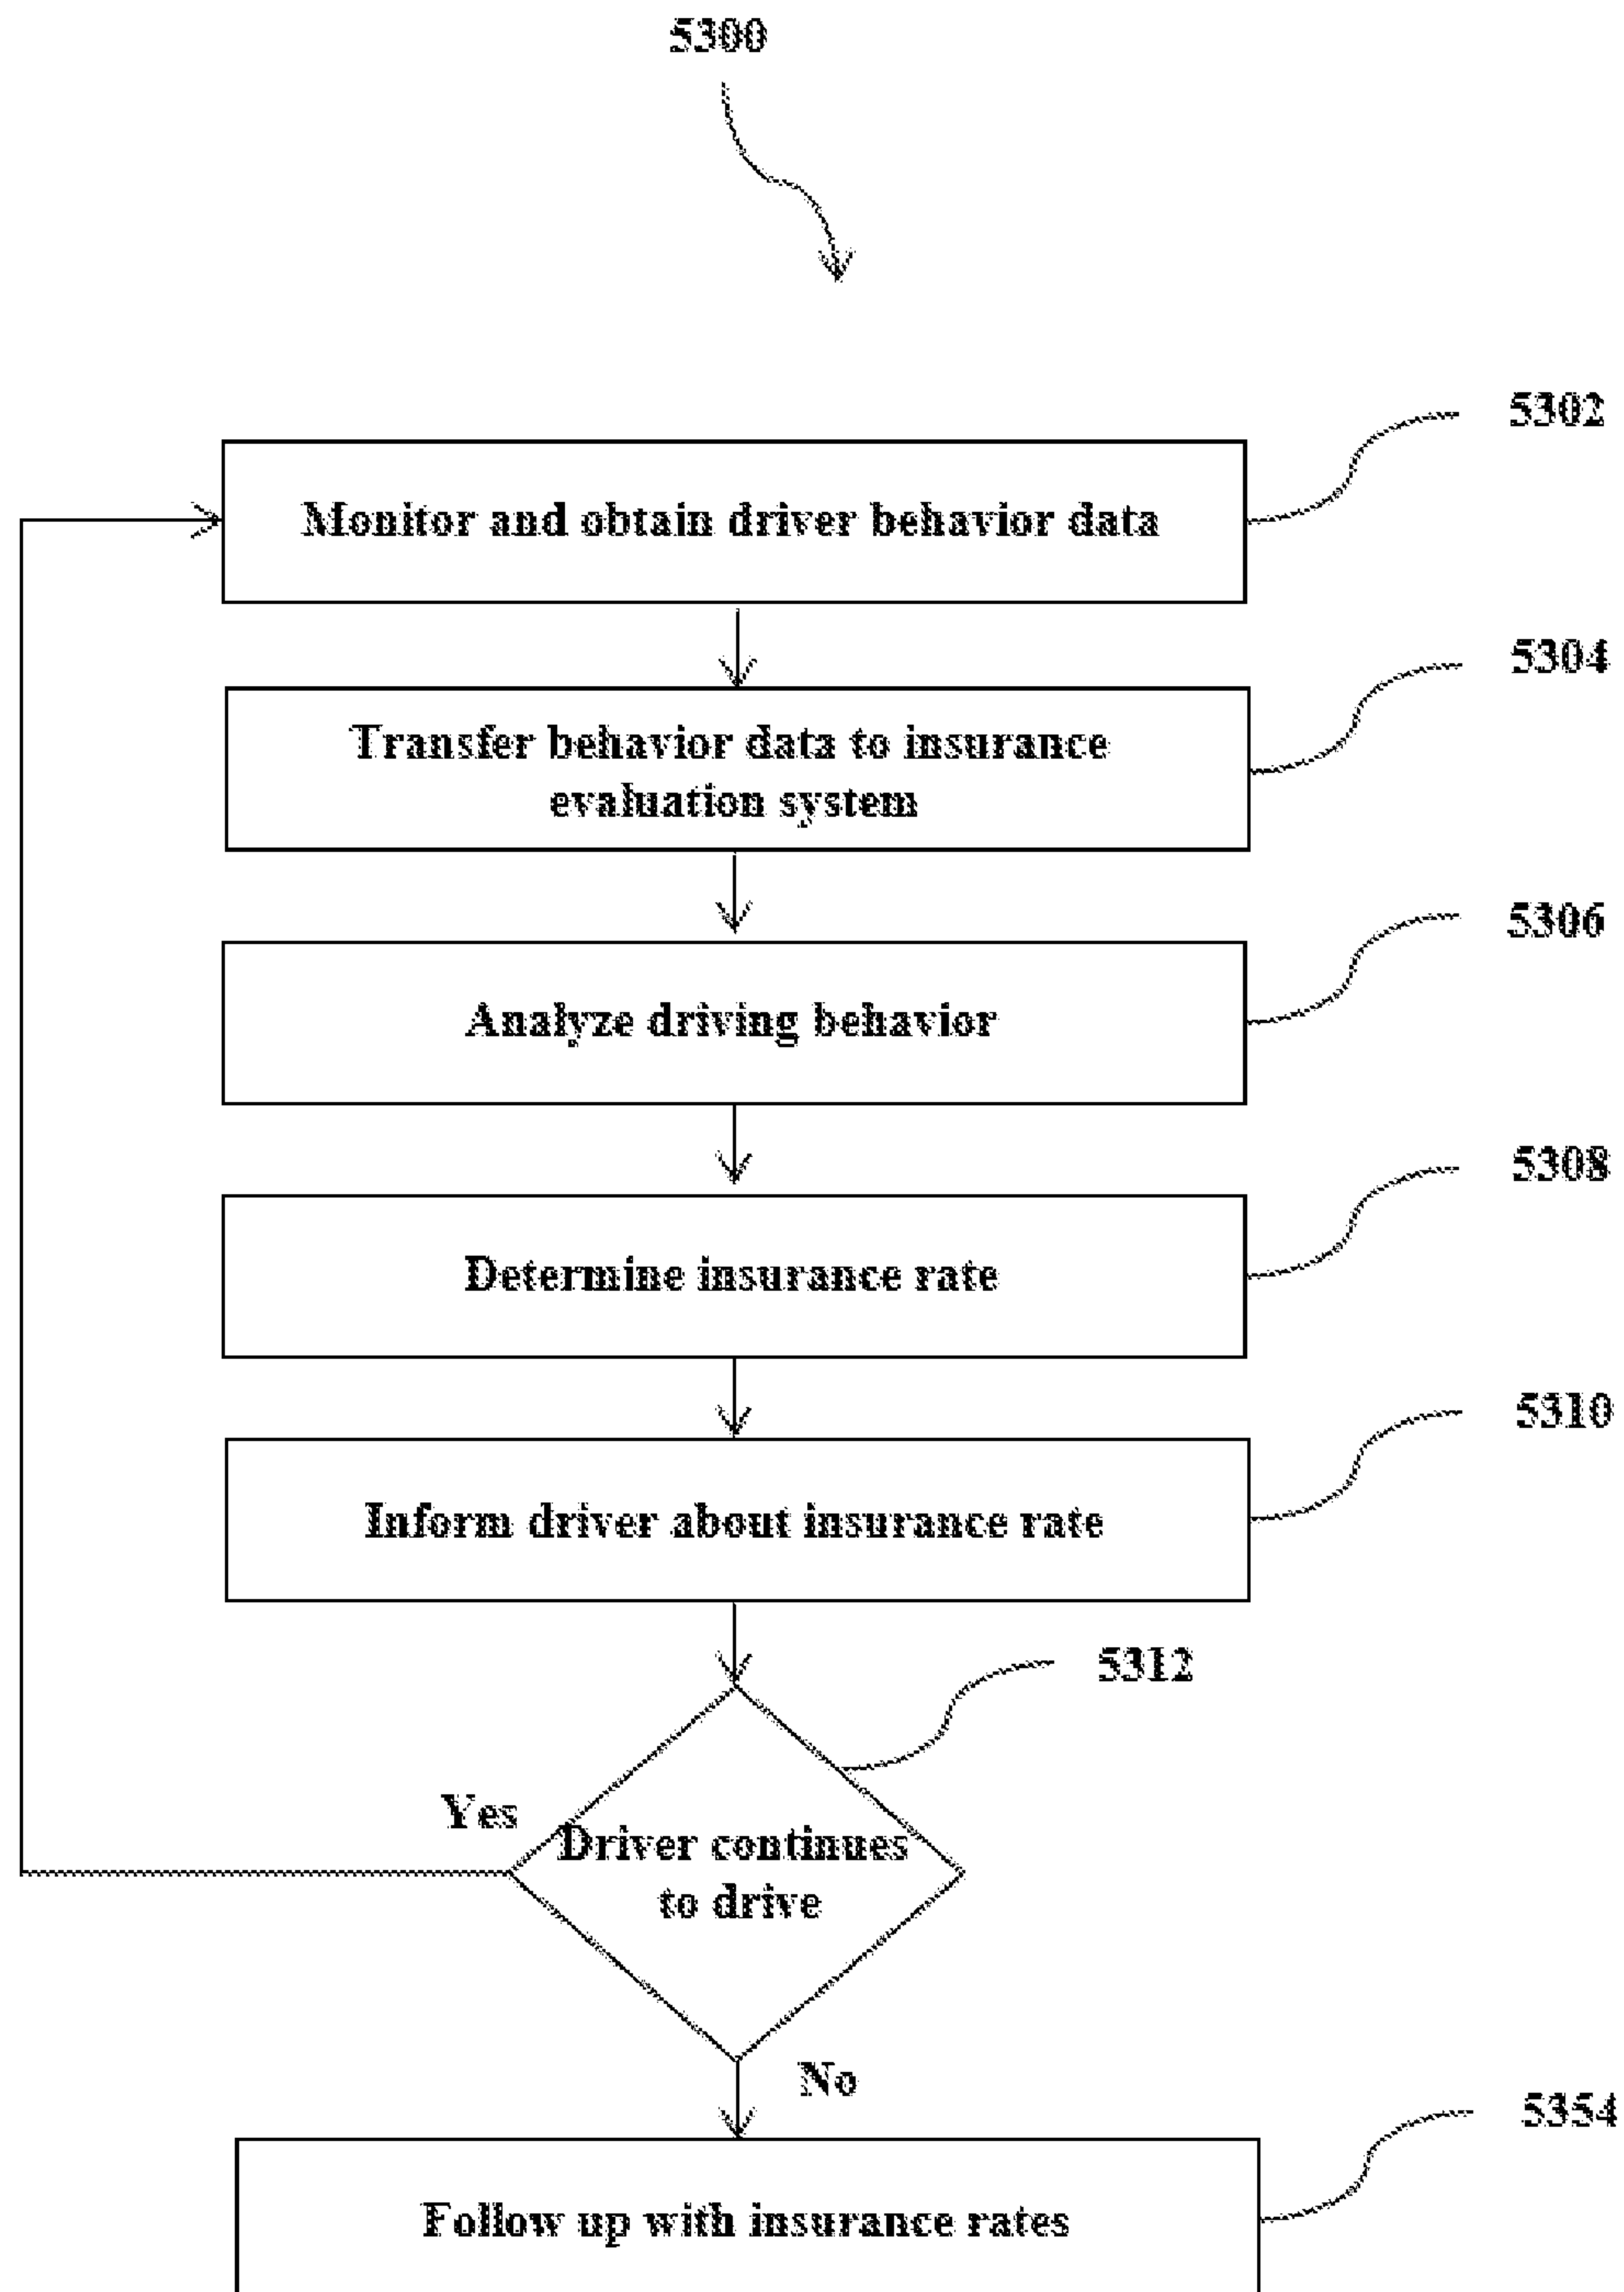 5300
5302
Monitor and obtain driver behavior data
5304
Transfer behavior data to insurance
evaluation system
5306
Analyze driving behavior
5308
Determine insurance rate
5310
Inform driver about insurance rate
5312
Yes
Driver continues
to drive
No
5354
Follow up with insurance rates